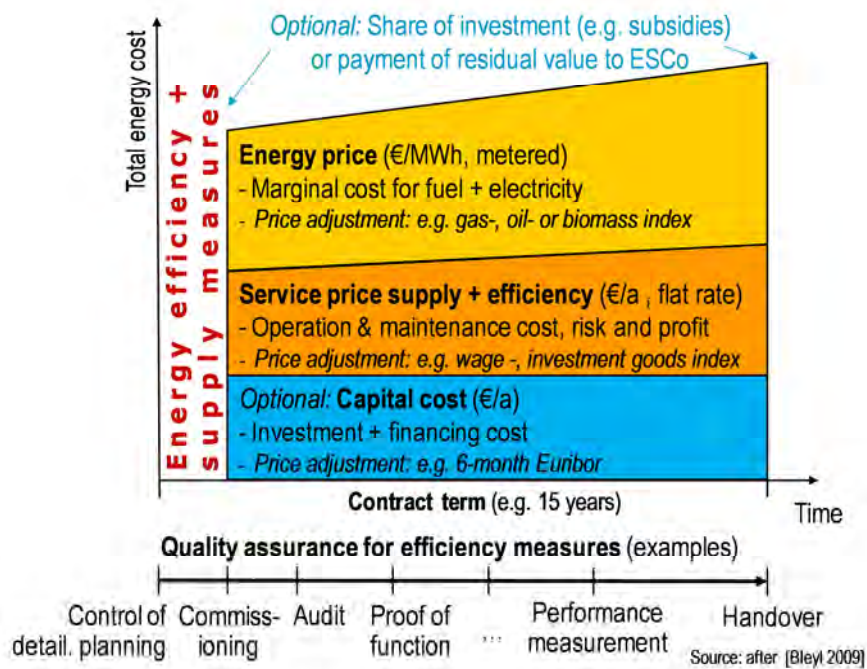 Optional: Share of investment (e.g. subsidies)
or payment of residual value to ESCo
Total energy cost
Energy efficiency +
supply measures
Energy price (€/MWh, metered)
- Marginal cost for fuel + electricity
- Price adjustment: e.g. gas-, oil- or biomass index
Service price supply + efficiency (€/a , flat rate)
- Operation & maintenance cost, risk and profit
- Price adjustment: e.g. wage -, investment goods index
Optional: Capital cost (€/a)
- Investment + financing cost
- Price adjustment: e.g. 6-month Euribor
Contract term (e.g. 15 years)
Time
Quality assurance for efficiency measures (examples)
Control of
detail. planning
Commiss-
ioning
Audit
Proof of
function
...
Performance
measurement
Handover
Source: after [Bleyl 2009]